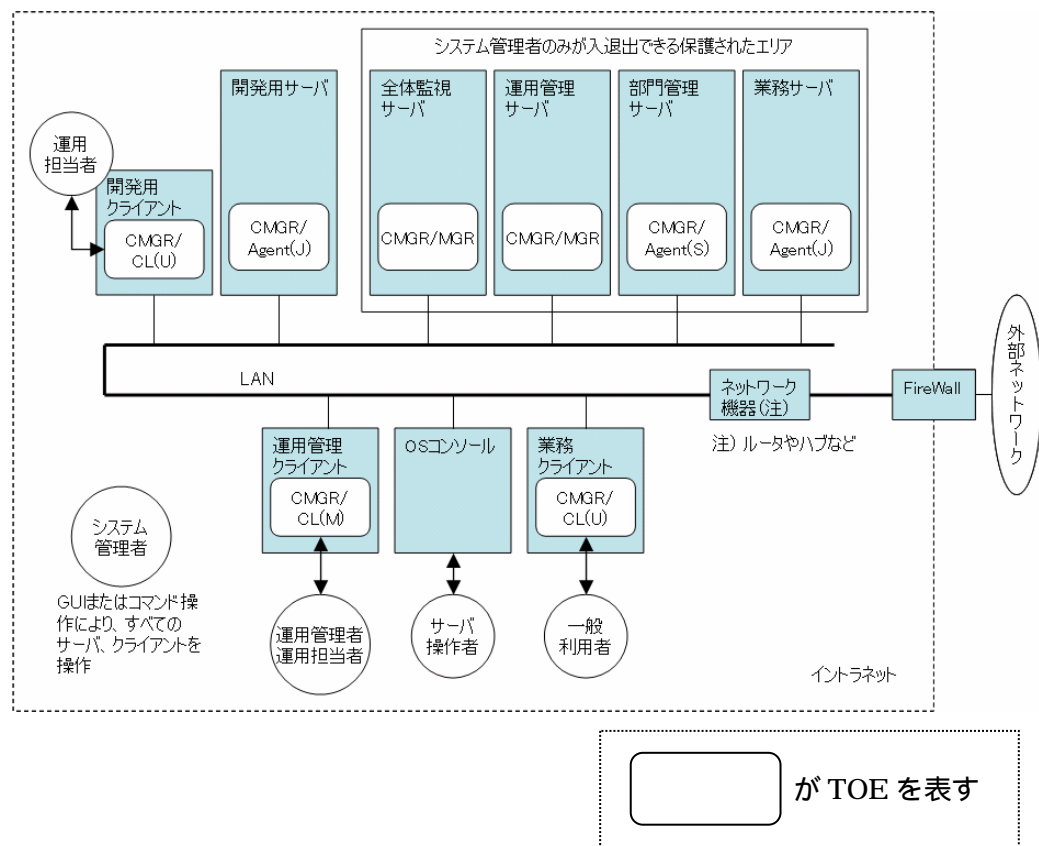 システム管理者のみが入退出できる保護されたエリア
開発用サーバ
全体監視
サーバ
運用管理
サーバ
部門管理
サーバ
業務サーバ
運用
担当者
開発用
クライアント
CMGR/
CL(U)
CMGR/
Agent(J)
CMGR/MGR
CMGR/MGR
CMGR/
Agent(S)
CMGR/
Agent(J)
LAN
ネットワーク
機器(注)
FireWall
外部ネットワーク
注) ルータやハブなど
運用管理
クライアント
CMGR/
CL(M)
OSコンソール
業務
クライアント
CMGR/
CL(U)
システム
管理者
GUIまたはコマンド操
作により、すべての
サーバ、クライアントを
操作
運用管理者
運用担当者
サーバ
操作者
一般
利用者
イントラネット
が TOE を表す